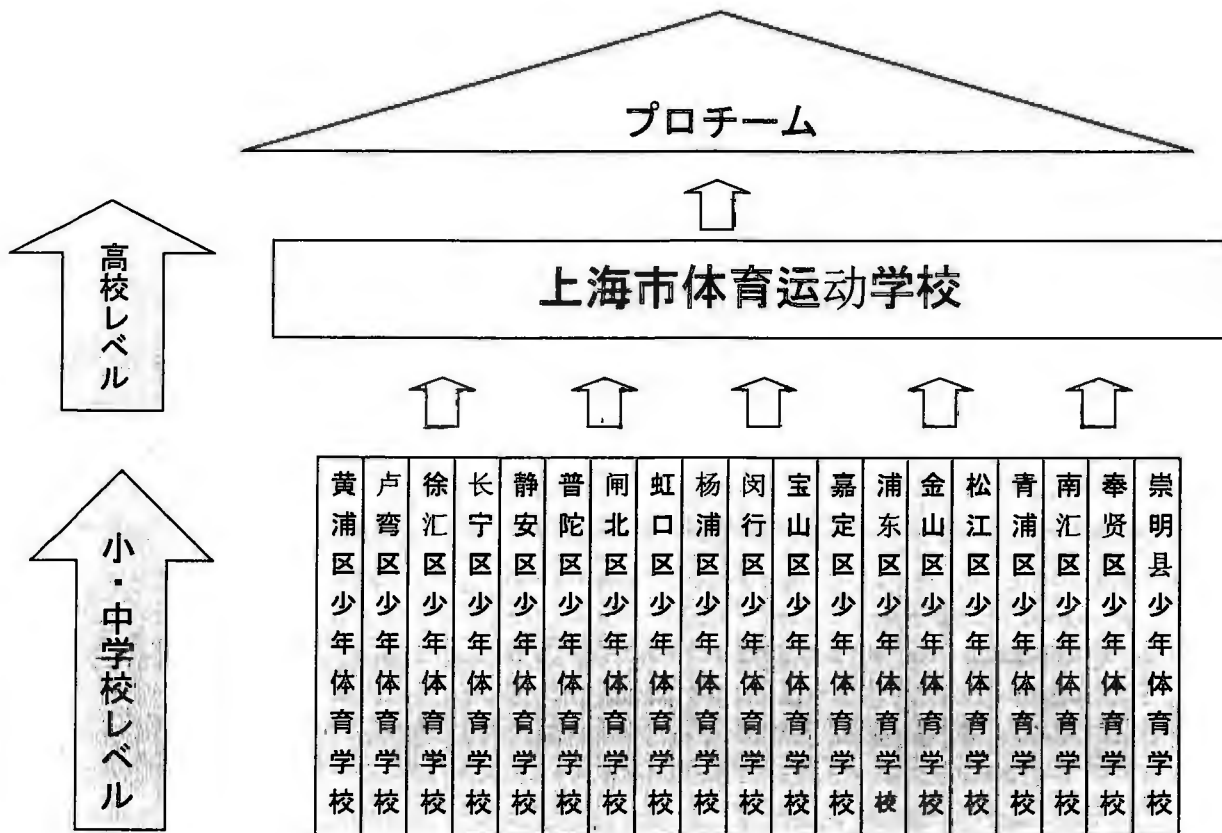 プロチーム
高校レベル
上海市体育运动学校
小・中学校レベル
黄浦区少年体育学校
卢弯区少年体育学校
徐汇区少年体育学校
长宁区少年体育学校
静安区少年体育学校
普陀区少年体育学校
闸北区少年体育学校
虹口区少年体育学校
杨浦区少年体育学校
闵行区少年体育学校
宝山区少年体育学校
嘉定区少年体育学校
浦东区少年体育学校
金山区少年体育学校
松江区少年体育学校
青浦区少年体育学校
南汇区少年体育学校
奉贤区少年体育学校
崇明县少年体育学校